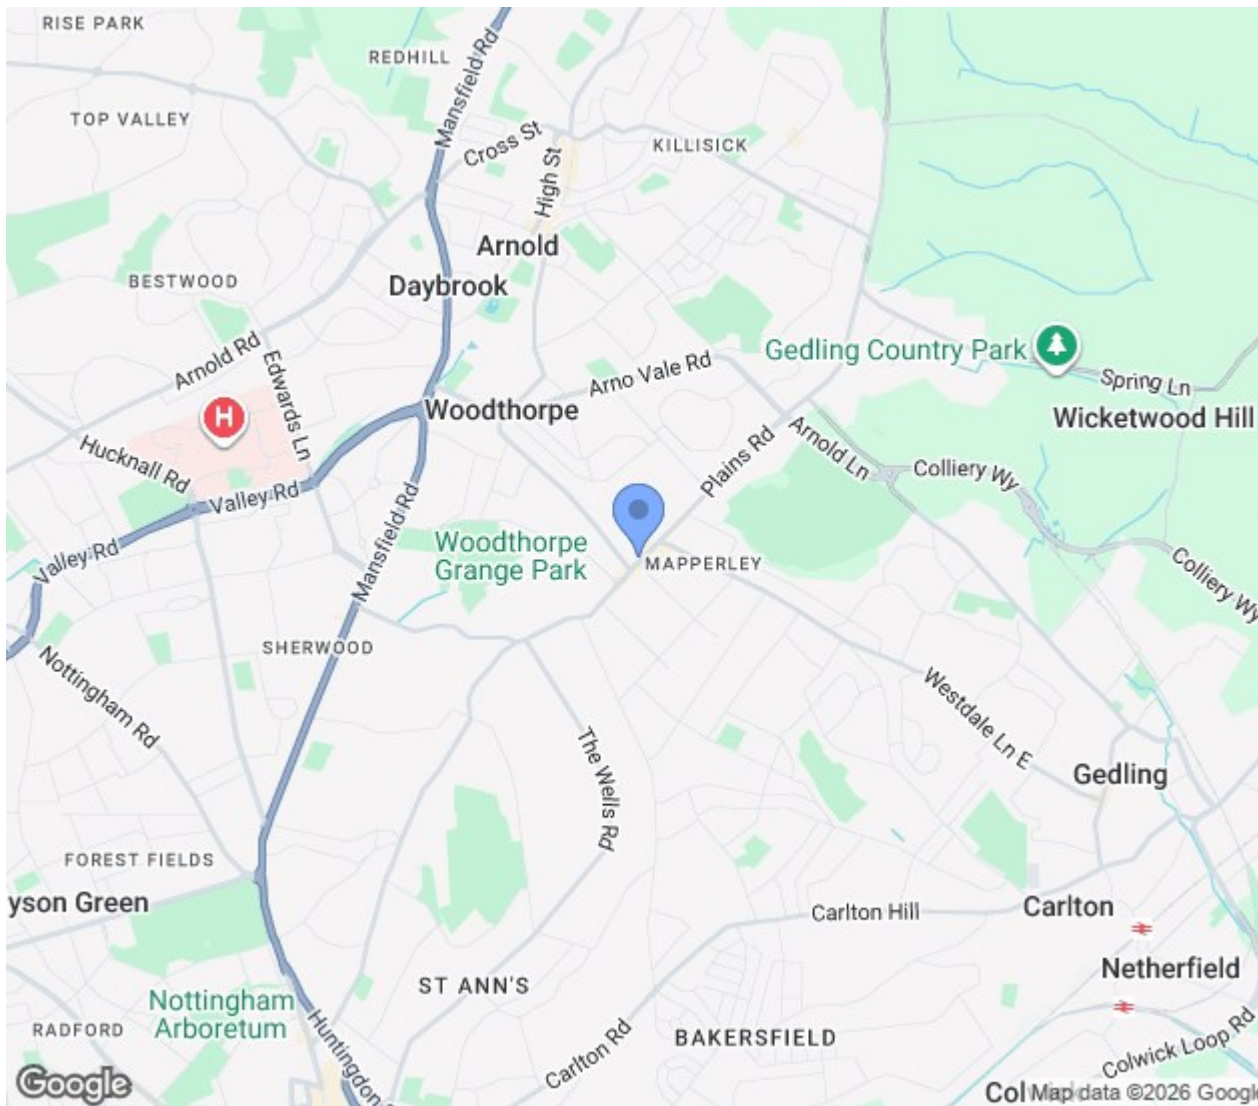 RISE PARK
REDHILL
Mansfield Rd
TOP VALLEY
Cross St
KILLISICK
High St
Arnold
BESTWOOD
Daybrook
Arnold Rd
Edwards Ln
Arno Vale Rd
Gedling Country Park
Spring Ln
H
Woodthorpe
Wicketwood Hill
Hucknall Rd
Plains Rd
Arnold Ln
Colliery Wy
Valley Rd
Mansfield Rd
Valley Rd
Woodthorpe
Grange Park
MAPPERLEY
Colliery Wy
SHERWOOD
Nottingham Rd
Westdale Ln E
The Wells Rd
Gedling
FOREST FIELDS
yson Green
Carlton Hill
Carlton
Netherfield
ST ANN'S
Nottingham
Arboretum
RADFORD
Huntingdon
Carlton Rd
BAKERSFIELD
Colwick Loop Rd
Google
Col
Map data ©2026 Googl